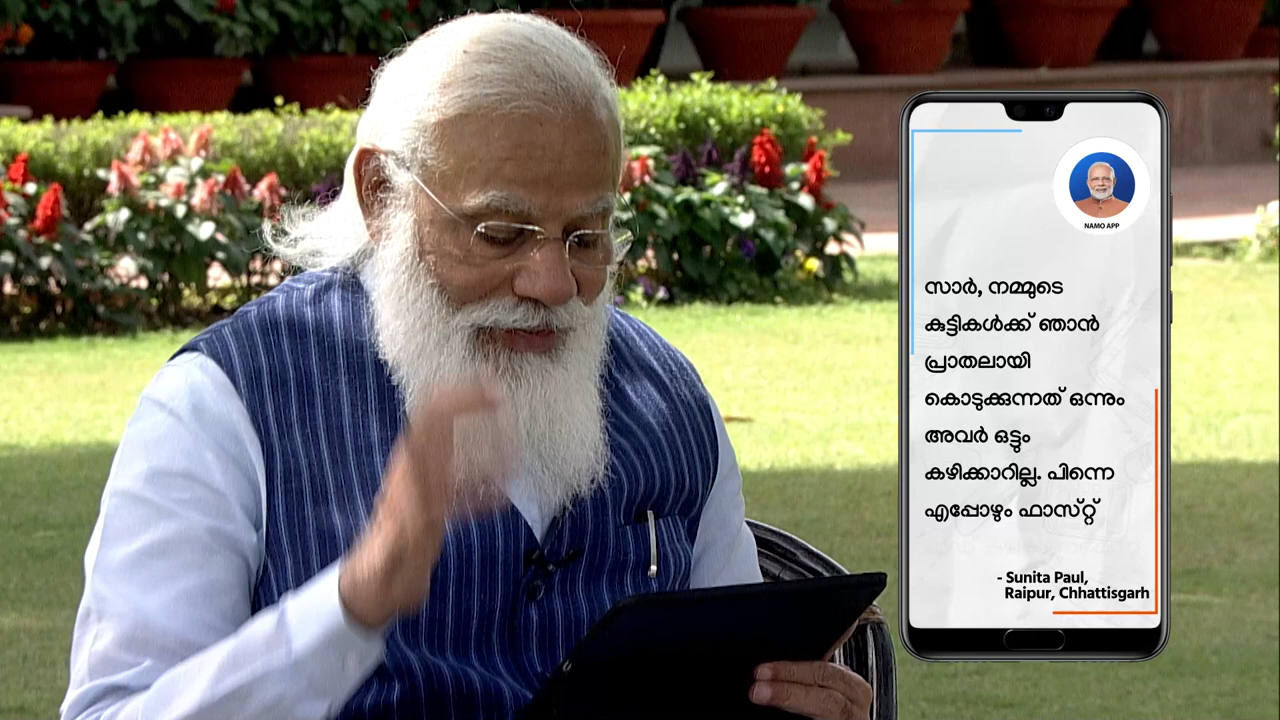 NAMO APP
സാർ, നമ്മുടെ
കുട്ടികൾക്ക് ഞാൻ
പ്രാതലായി
കൊടുക്കുന്നത് ഒന്നും
അവർ ഒട്ടും
കഴിക്കാറില്ല. പിന്നെ
എപ്പോഴും ഫാസ്റ്റ്
- Sunita Paul,
Raipur, Chhattisgarh